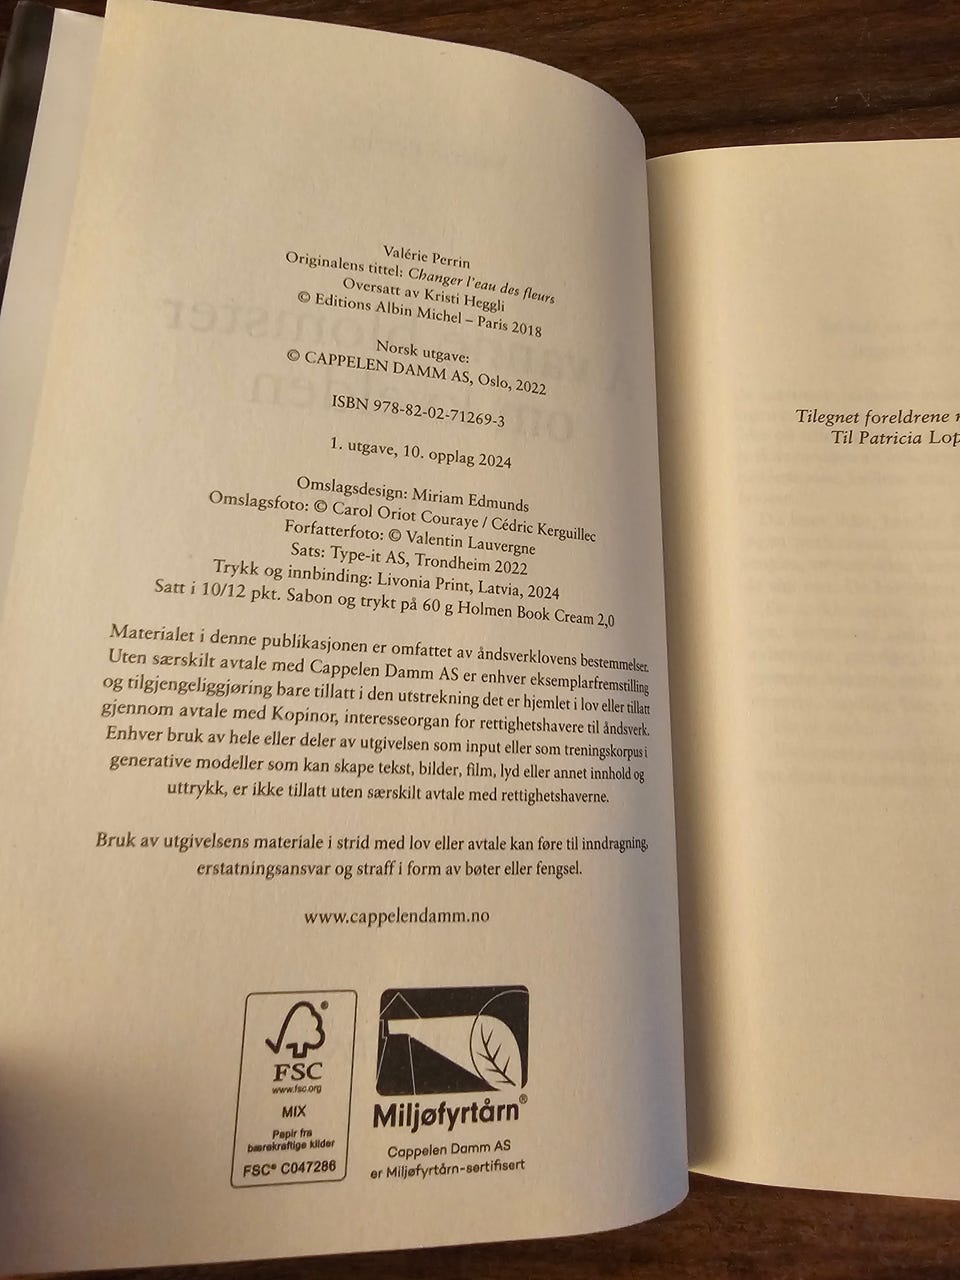 Valérie Perrin
Originalens tittel: Changer l'eau des fleurs
Oversatt av Kristi Heggli
© Editions Albin Michel – Paris 2018
Norsk utgave:
© CAPPELEN DAMM AS, Oslo, 2022
ISBN 978-82-02-71269-3
1. utgave, 10. opplag 2024
Omslagsdesign: Miriam Edmunds
Omslagsfoto: © Carol Oriot Couraye / Cédric Kerguillec
Forfatterfoto: © Valentin Lauvergne
Sats: Type-it AS, Trondheim 2022
Trykk og innbinding: Livonia Print, Latvia, 2024
Satt i 10/12 pkt. Sabon og trykt på 60 g Holmen Book Cream 2,0
Materialet i denne publikasjonen er omfattet av åndsverklovens bestemmelser.
Uten særskilt avtale med Cappelen Damm AS er enhver eksemplarfremstilling
og tilgjengeliggjøring bare tillatt i den utstrekning det er hjemlet i lov eller tillatt
gjennom avtale med Kopinor, interesseorgan for rettighetshavere til åndsverk.
Enhver bruk av hele eller deler av utgivelsen som input eller som treningskorpus i
generative modeller som kan skape tekst, bilder, film, lyd eller annet innhold og
uttrykk, er ikke tillatt uten særskilt avtale med rettighetshaverne.
Bruk av utgivelsens materiale i strid med lov eller avtale kan føre til inndragning,
erstatningsansvar og straff i form av bøter eller fengsel.
www.cappelendamm.no
FSC
www.fsc.org
MIX
Papir fra
bærekraftige kilder
FSC® C047286
Miljøfyrtårn®
Cappelen Damm AS
er Miljøfyrtårn-sertifisert
Tilegnet foreldrene
Til Patricia